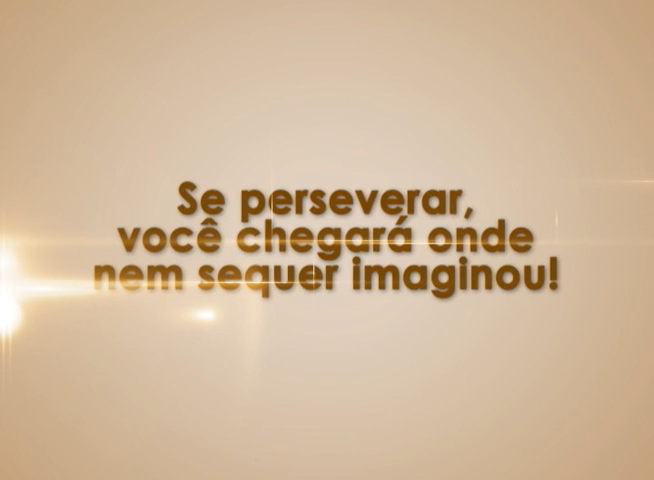 Se perseverar,
você chegará onde
nem sequer imaginou!